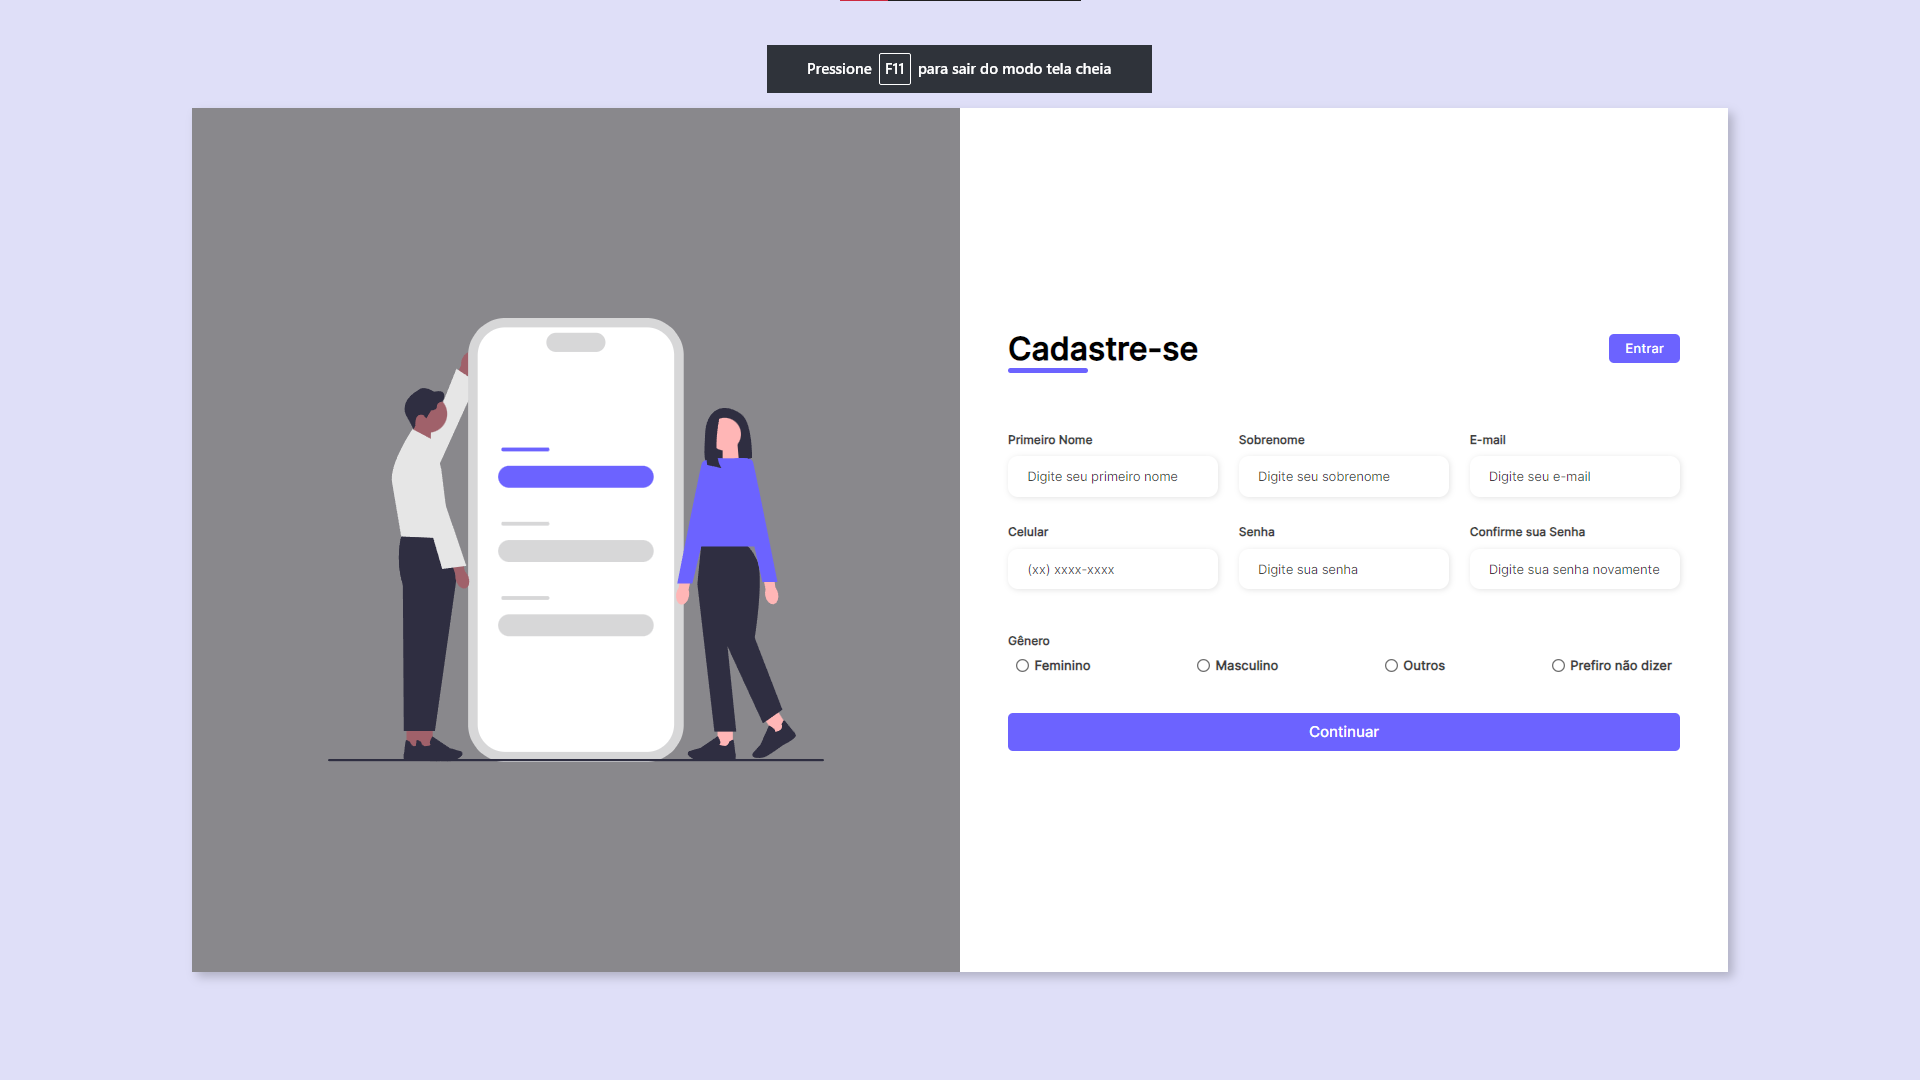 Pressione F11 para sair do modo tela cheia
Cadastre-se
Entrar
Primeiro Nome
Sobrenome
E-mail
Digite seu primeiro nome
Digite seu sobrenome
Digite seu e-mail
Celular
Senha
Confirme sua Senha
(xx) xxxx-xxxx
Digite sua senha
Digite sua senha novamente
Gênero
Feminino
Masculino
Outros
Prefiro não dizer
Continuar